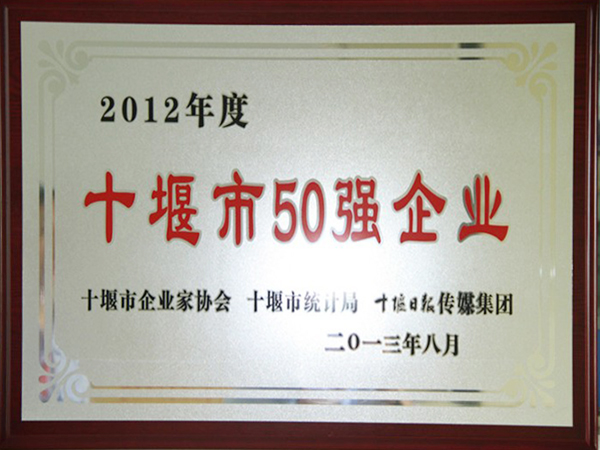 2012年度
十堰市50强企业
十堰市企业家协会 十堰市统计局 十堰日报传媒集团
二0一三年八月